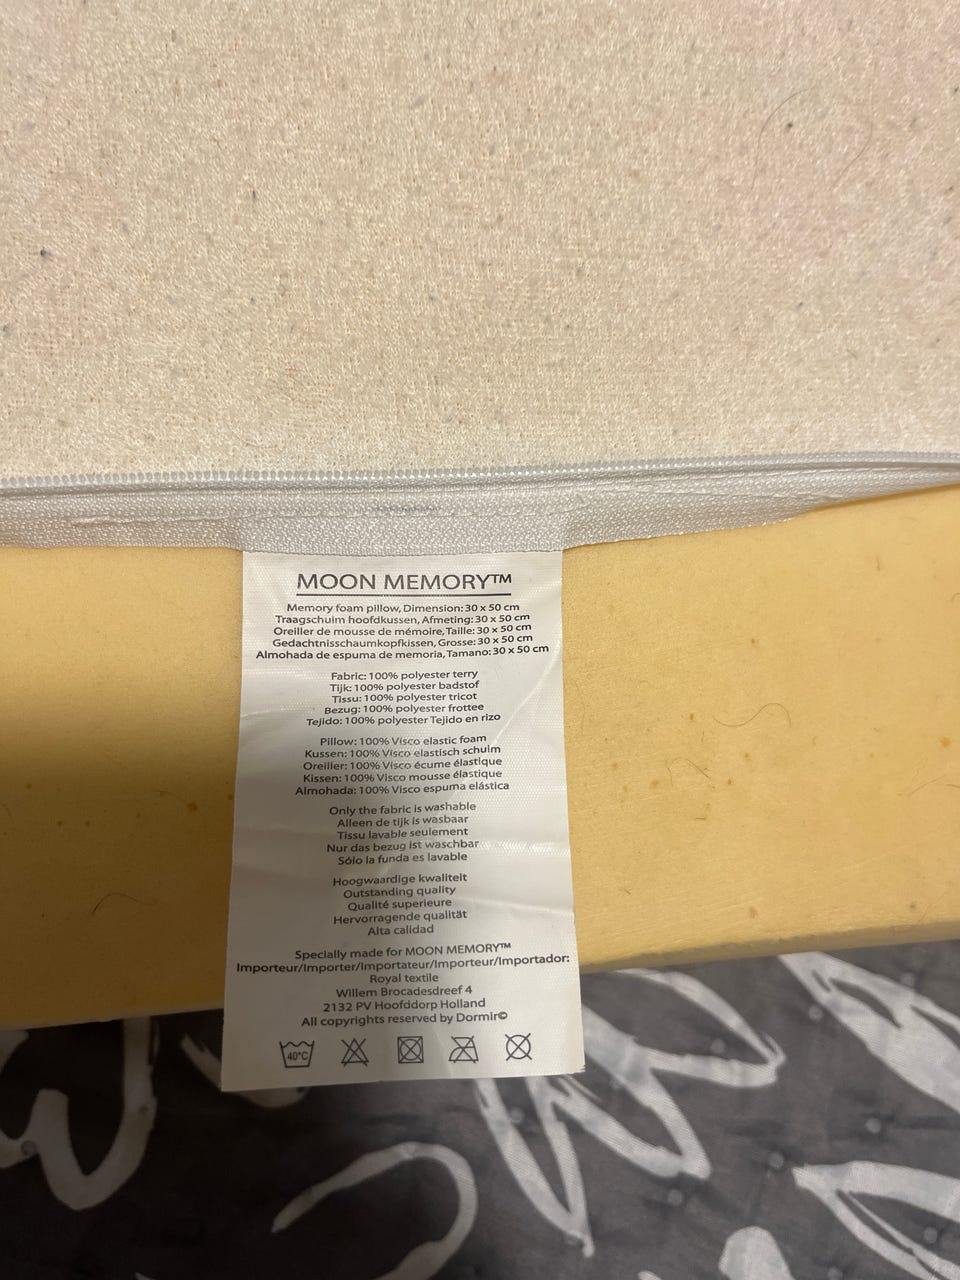 MOON MEMORY™
Memory foam pillow, Dimension: 30 x 50 cm
Traagschuim hoofdkussen, Afmeting: 30 x 50 cm
Oreiller de mousse de mémoire, Taille: 30 x 50 cm
Gedachtnisschaumkopfkissen, Grosse: 30 x 50 cm
Almohada de espuma de memoria, Tamano: 30 x 50 cm
Fabric: 100% polyester terry
Tijk: 100% polyester badstof
Tissu: 100% polyester tricot
Bezug: 100% polyester frottee
Tejido: 100% polyester Tejido en rizo
Pillow: 100% Visco elastic foam
Kussen: 100% Visco elastisch schuim
Oreiller: 100% Visco écume élastique
Kissen: 100% Visco mousse élastique
Almohada: 100% Visco espuma elástica
Only the fabric is washable
Alleen de tijk is wasbaar
Tissu lavable seulement
Nur das bezug ist waschbar
Sólo la funda es lavable
Hoogwaardige kwaliteit
Outstanding quality
Qualité superieure
Hervorragende qualität
Alta calidad
Specially made for MOON MEMORY™
Importeur/Importer/Importateur/Importeur/Importador:
Royal textile
Willem Brocadesdreef 4
2132 PV Hoofddorp Holland
All copyrights reserved by Dormir©
40°C